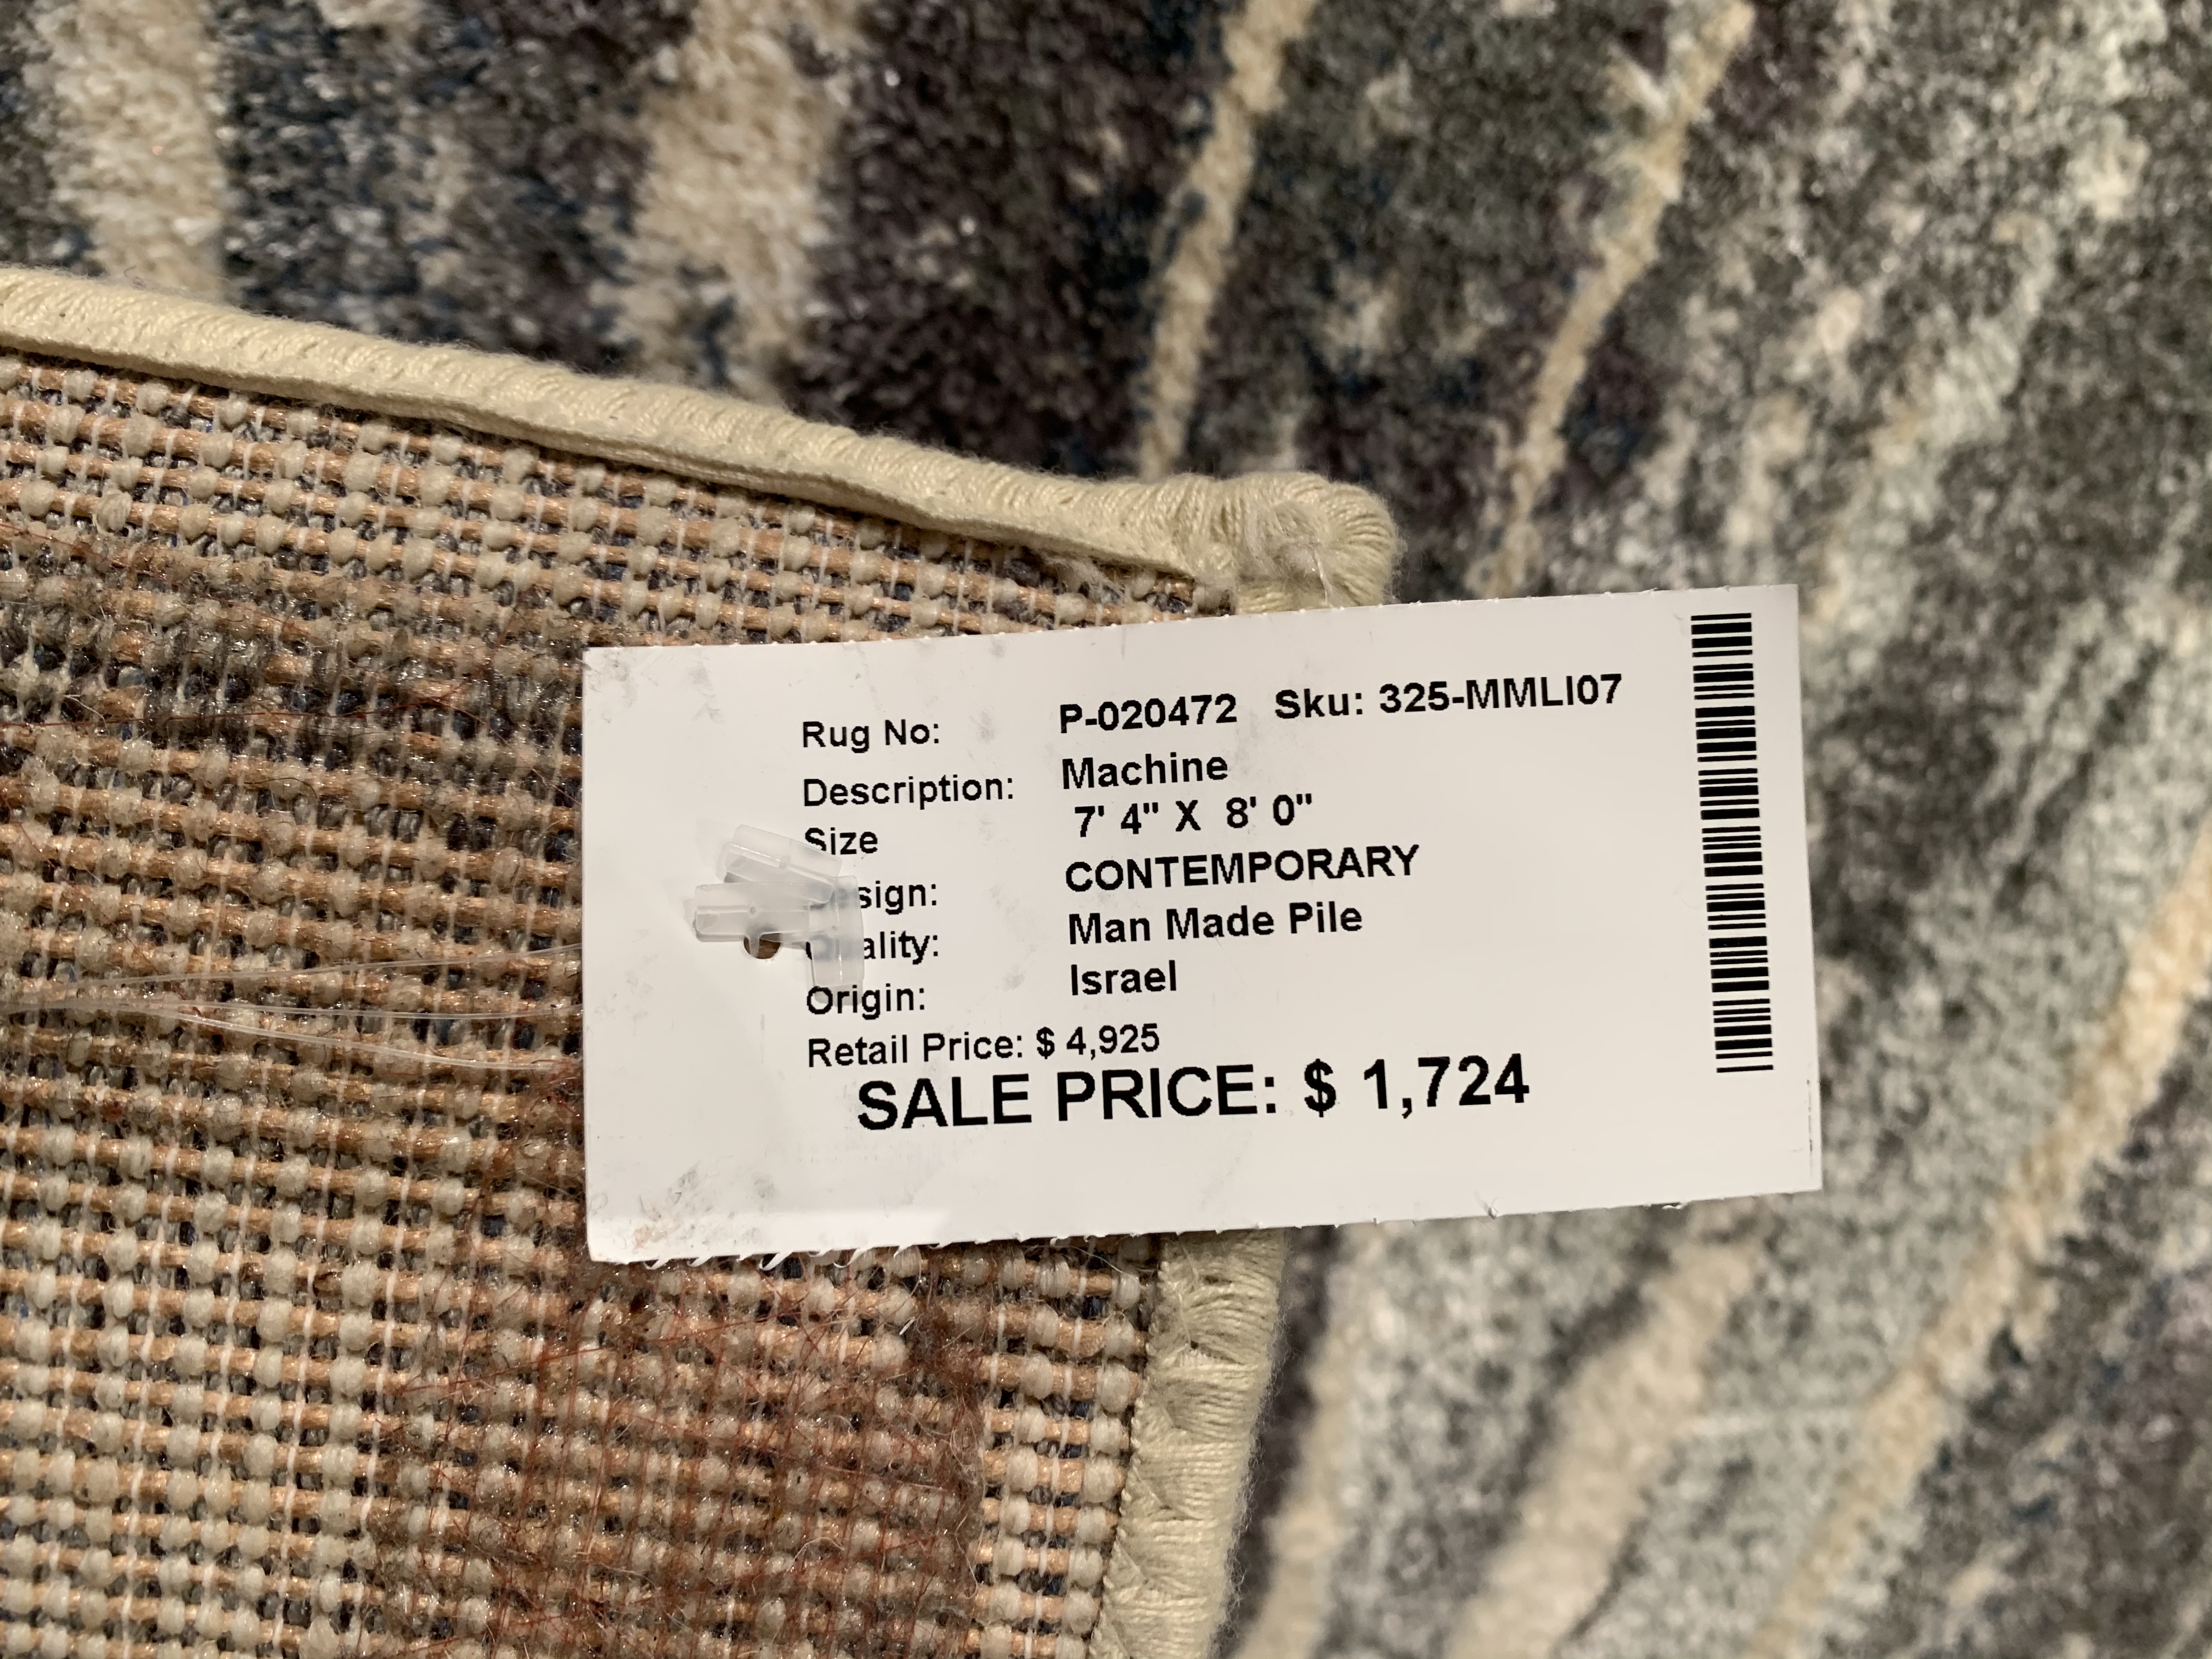 Rug No: P-020472 Sku: 325-MMLI07
Description: Machine
Size 7' 4" X 8' 0"
sign: CONTEMPORARY
ality: Man Made Pile
Origin: Israel
Retail Price: $ 4,925
SALE PRICE: $ 1,724